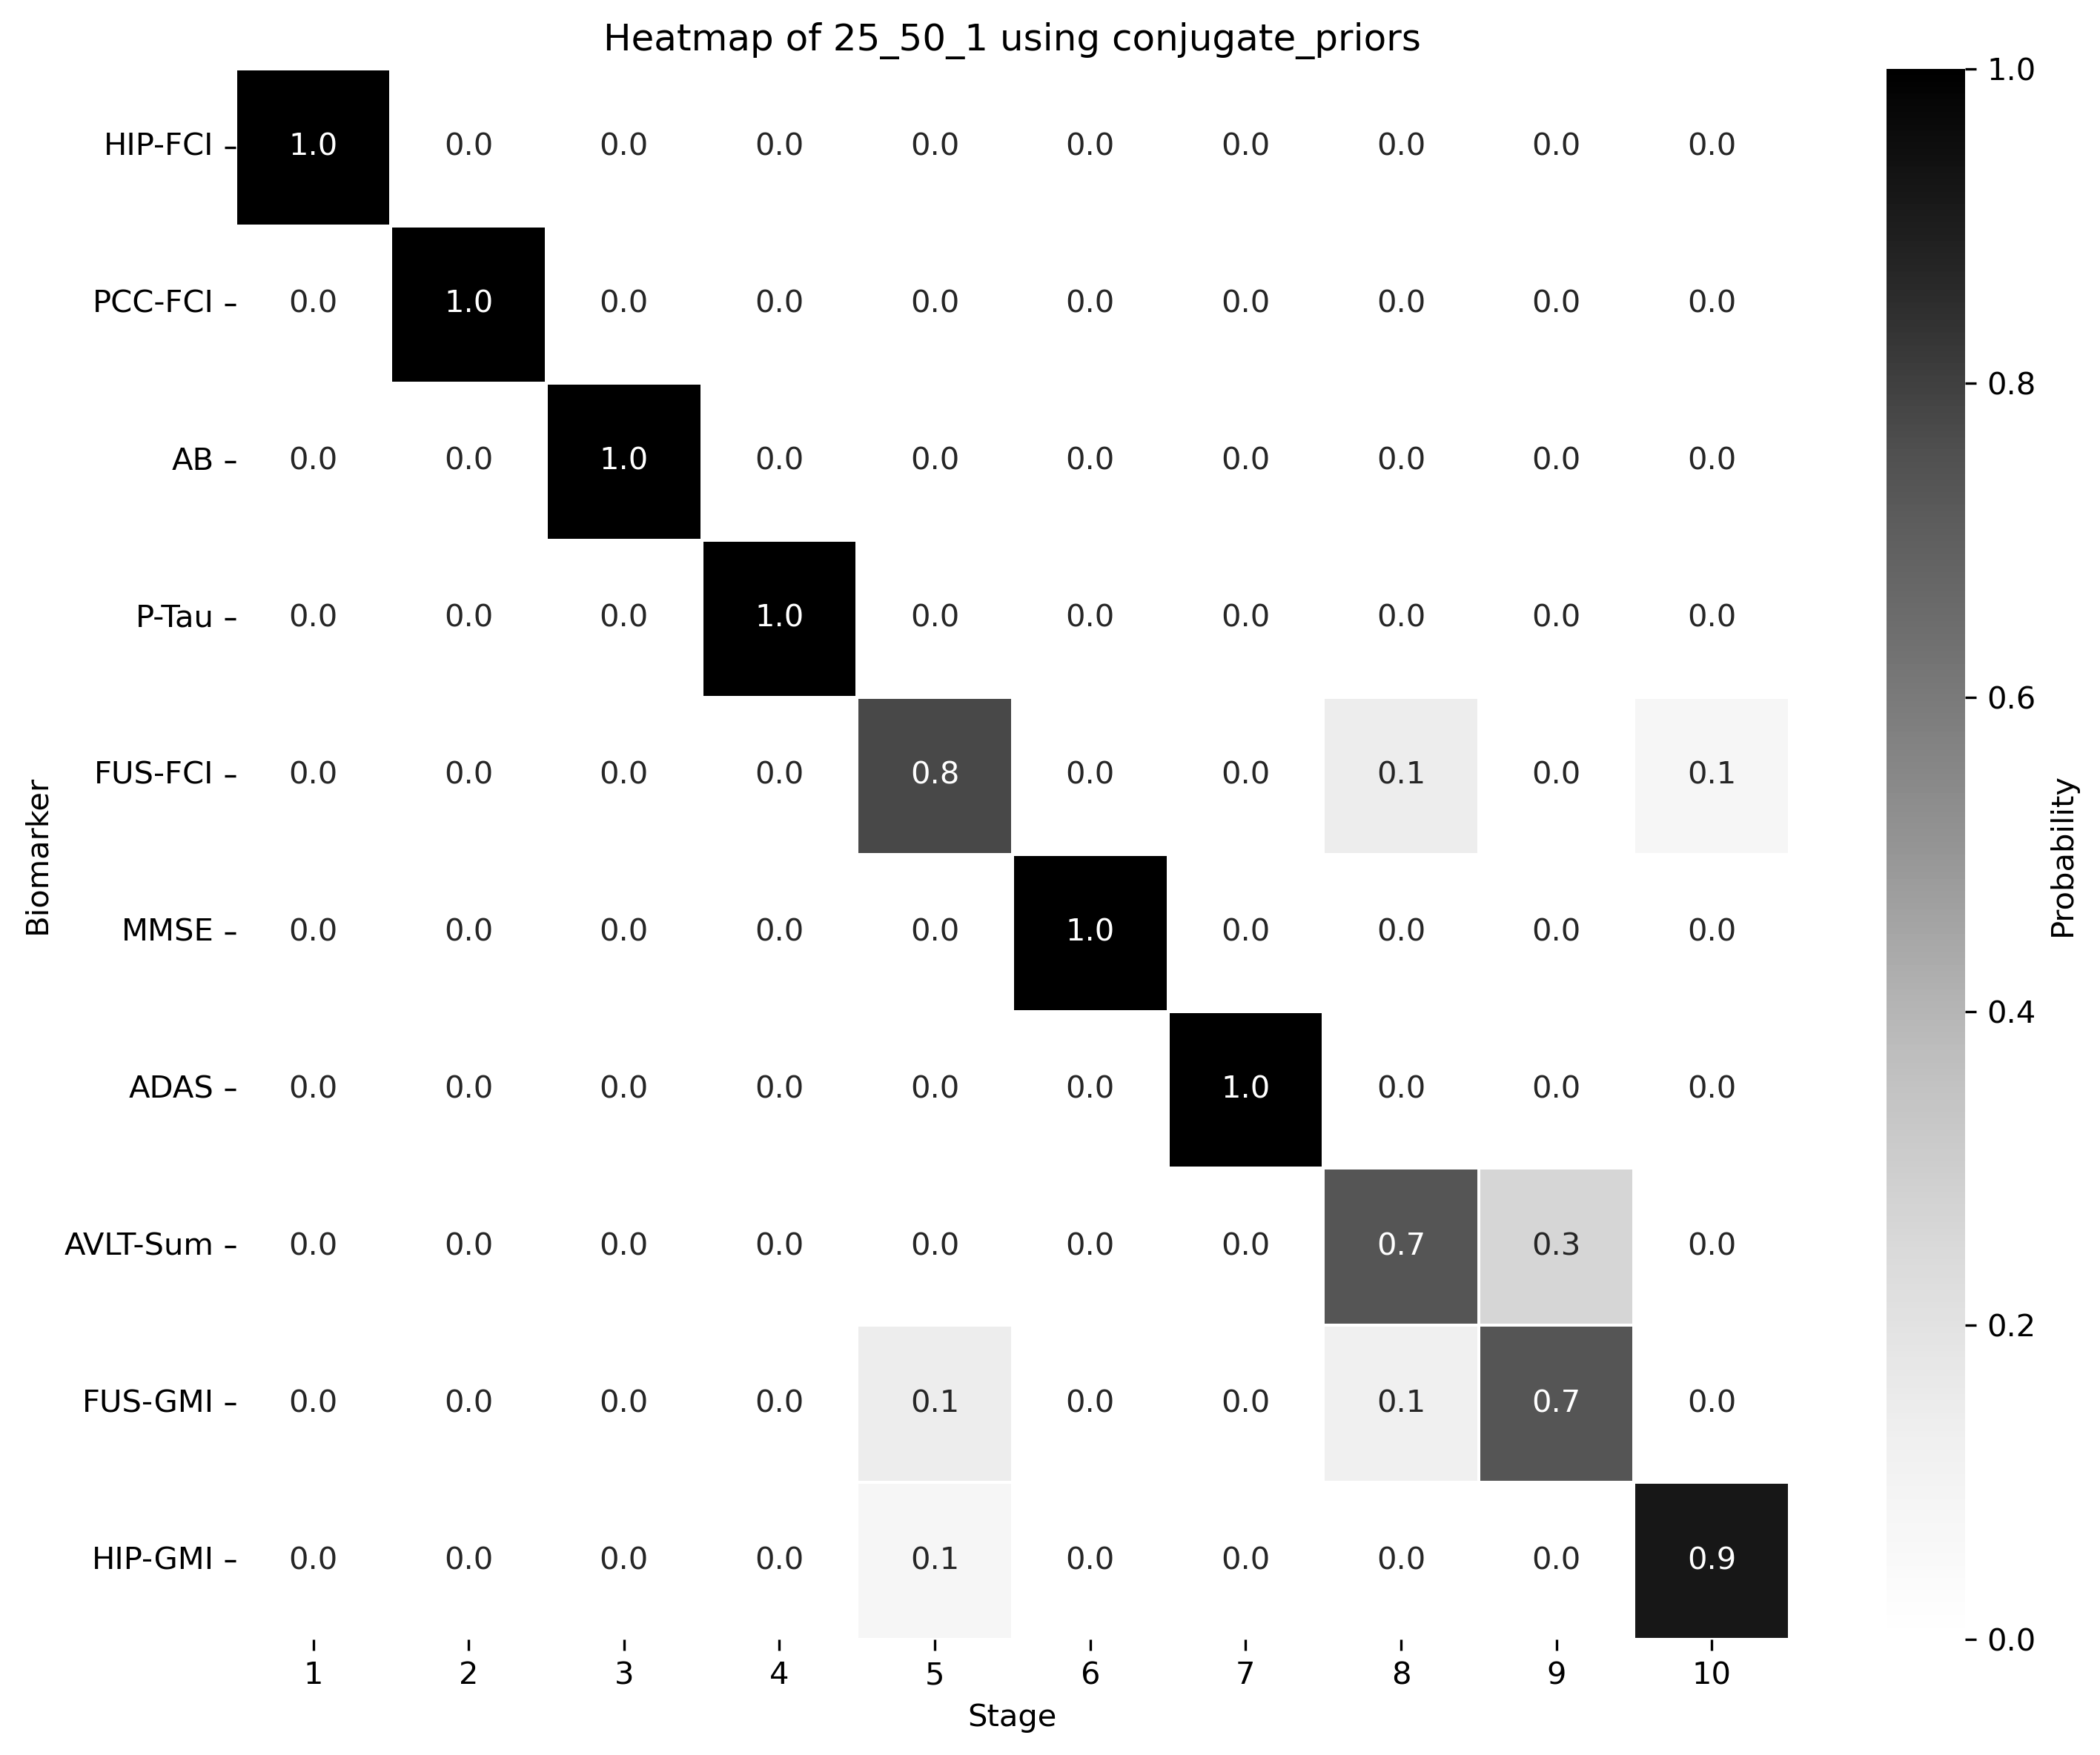 Heatmap of 25_50_1 using conjugate_priors
HIP-FCI 1.0 0.0 0.0 0.0 0.0 0.0 0.0 0.0 0.0 0.0
PCC-FCI 0.0 1.0 0.0 0.0 0.0 0.0 0.0 0.0 0.0 0.0
AB 0.0 0.0 1.0 0.0 0.0 0.0 0.0 0.0 0.0 0.0
P-Tau 0.0 0.0 0.0 1.0 0.0 0.0 0.0 0.0 0.0 0.0
FUS-FCI 0.0 0.0 0.0 0.0 0.8 0.0 0.0 0.1 0.0 0.1
MMSE 0.0 0.0 0.0 0.0 0.0 1.0 0.0 0.0 0.0 0.0
ADAS 0.0 0.0 0.0 0.0 0.0 0.0 1.0 0.0 0.0 0.0
AVLT-Sum 0.0 0.0 0.0 0.0 0.0 0.0 0.0 0.7 0.3 0.0
FUS-GMI 0.0 0.0 0.0 0.0 0.1 0.0 0.0 0.1 0.7 0.0
HIP-GMI 0.0 0.0 0.0 0.0 0.1 0.0 0.0 0.0 0.0 0.9
1 2 3 4 5 6 7 8 9 10
Stage
Biomarker
1.0
0.8
0.6
0.4
0.2
0.0
Probability